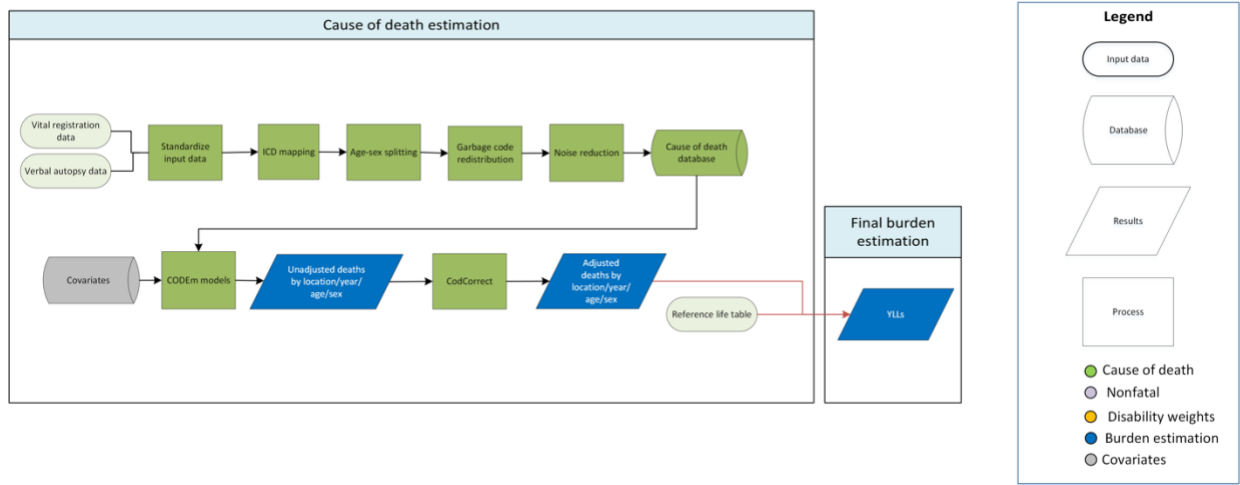 Cause of death estimation
Vital registration
data
Verbal autopsy data
Standardize
input data
ICD mapping
Age-sex splitting
Garbage code
redistribution
Noise reduction
Cause of death
database
Covariates
CODEm models
Unadjusted deaths
by location/year/
age/sex
CodCorrect
Adjusted
deaths by
location/year/
age/sex
Reference life table
Final burden
estimation
YLLs
Legend
Input data
Database
Results
Process
Cause of death
Nonfatal
Disability weights
Burden estimation
Covariates